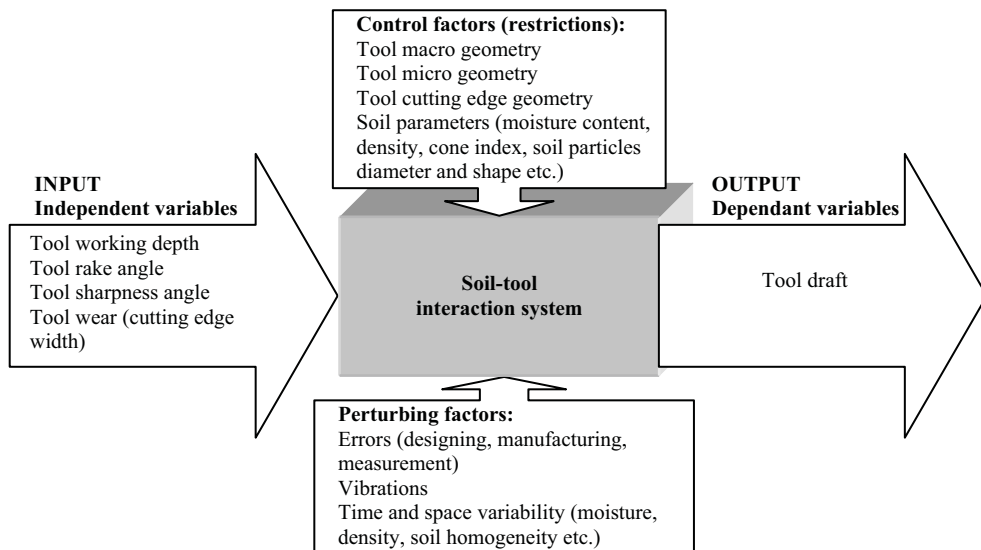 Control factors (restrictions):
Tool macro geometry
Tool micro geometry
Tool cutting edge geometry
Soil parameters (moisture content,
density, cone index, soil particles
diameter and shape etc.)
INPUT
Independent variables
Tool working depth
Tool rake angle
Tool sharpness angle
Tool wear (cutting edge
width)
Soil-tool
interaction system
OUTPUT
Dependant variables
Tool draft
Perturbing factors:
Errors (designing, manufacturing,
measurement)
Vibrations
Time and space variability (moisture,
density, soil homogeneity etc.)